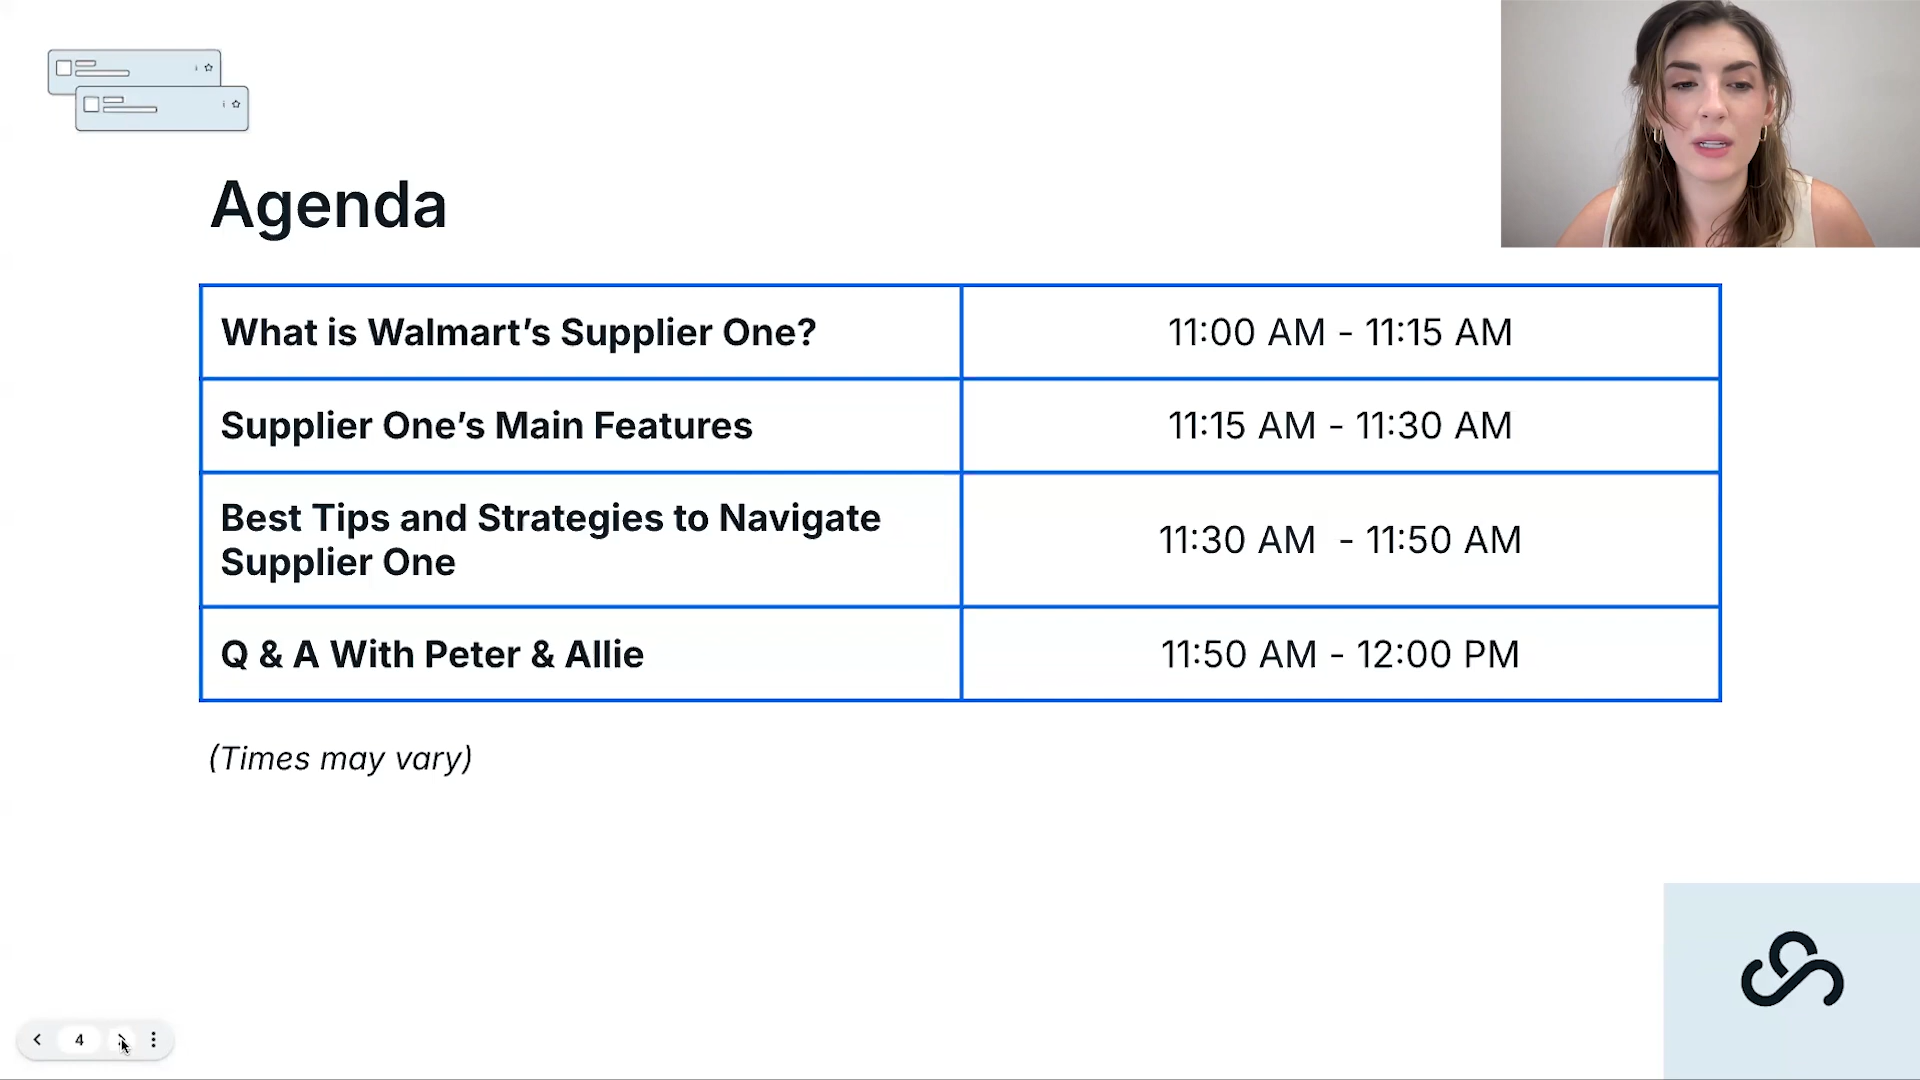 Agenda
What is Walmart’s Supplier One?
11:00 AM - 11:15 AM
Supplier One’s Main Features
11:15 AM - 11:30 AM
Best Tips and Strategies to Navigate
Supplier One
11:30 AM  - 11:50 AM
Q & A With Peter & Allie
11:50 AM - 12:00 PM
(Times may vary)
4